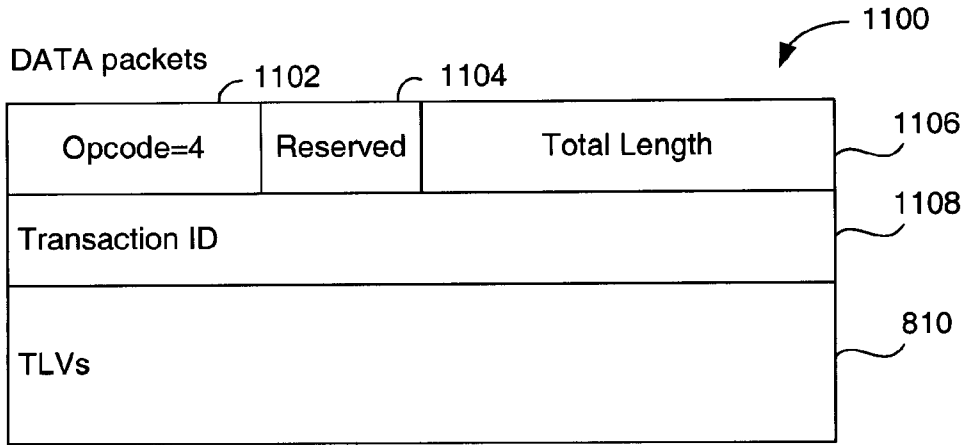 1100
DATA packets
1102
1104
Opcode=4
Reserved
Total Length
1106
Transaction ID
1108
TLVs
810